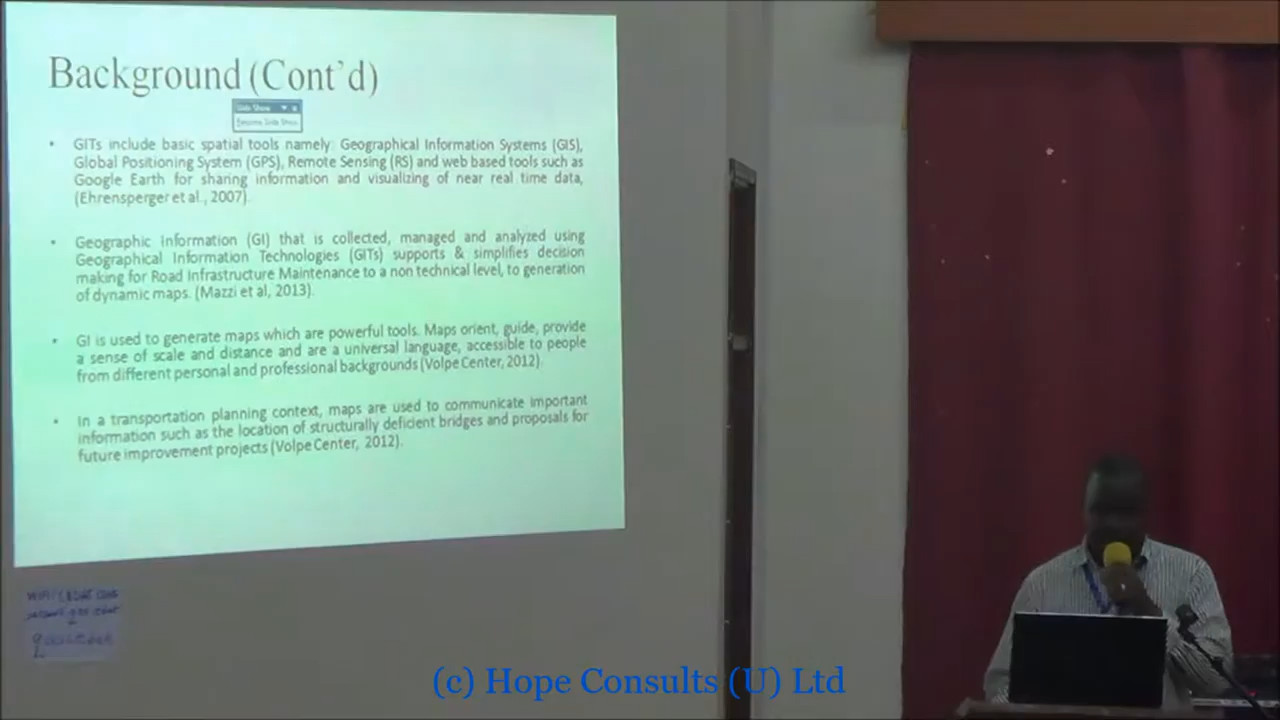 Background (Cont'd)
Slide Show
Resume Slide Show
• GITs include basic spatial tools namely: Geographical Information Systems (GIS),
Global Positioning System (GPS), Remote Sensing (RS) and web based tools such as
Google Earth for sharing information and visualizing of near real time data,
(Ehrensperger et al., 2007).
• Geographic Information (GI) that is collected, managed and analyzed using
Geographical Information Technologies (GITs) supports & simplifies decision
making for Road Infrastructure Maintenance to a non technical level, to generation
of dynamic maps. (Mazzi et al, 2013).
• GI is used to generate maps which are powerful tools. Maps orient, guide, provide
a sense of scale and distance and are a universal language, accessible to people
from different personal and professional backgrounds (Volpe Center, 2012).
• In a transportation planning context, maps are used to communicate important
information such as the location of structurally deficient bridges and proposals for
future improvement projects (Volpe Center, 2012).
(c) Hope Consults (U) Ltd